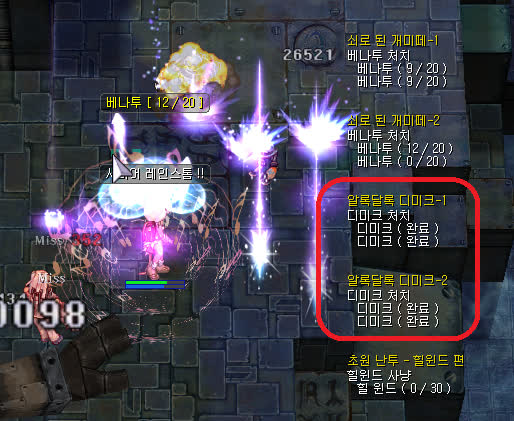 26521
쇠로 된 개미떼-1
베나투 처치
베나투 ( 9 / 20 )
베나투 ( 9 / 20 )
베나투 [ 12 / 20 ]
쇠로 된 개미떼-2
베나투 처치
베나투 ( 12 / 20 )
베나투 ( 0 / 20 )
레인스톰 !!
알록달록 디미크-1
디미크 처치
디미크 ( 완료 )
디미크 ( 완료 )
Miss
Miss
알록달록 디미크-2
디미크 처치
디미크 ( 완료 )
디미크 ( 완료 )
0098
초원 난투 - 힐윈드 편
힐윈드 사냥
힐 윈드 ( 0 / 30 )